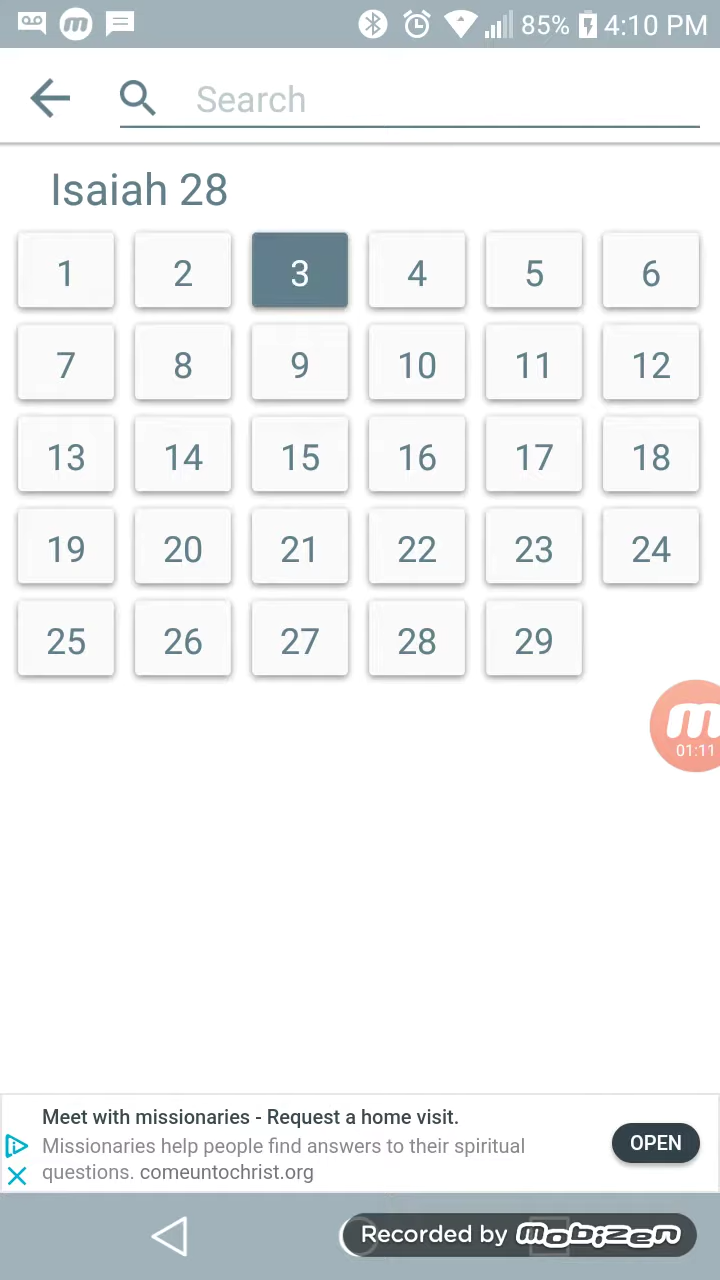 85% 4:10 PM
Search
Isaiah 28
1 2 3 4 5 6
7 8 9 10 11 12
13 14 15 16 17 18
19 20 21 22 23 24
25 26 27 28 29
m
01:11
Meet with missionaries - Request a home visit.
Missionaries help people find answers to their spiritual
questions. comeuntochrist.org
OPEN
Recorded by mobizen